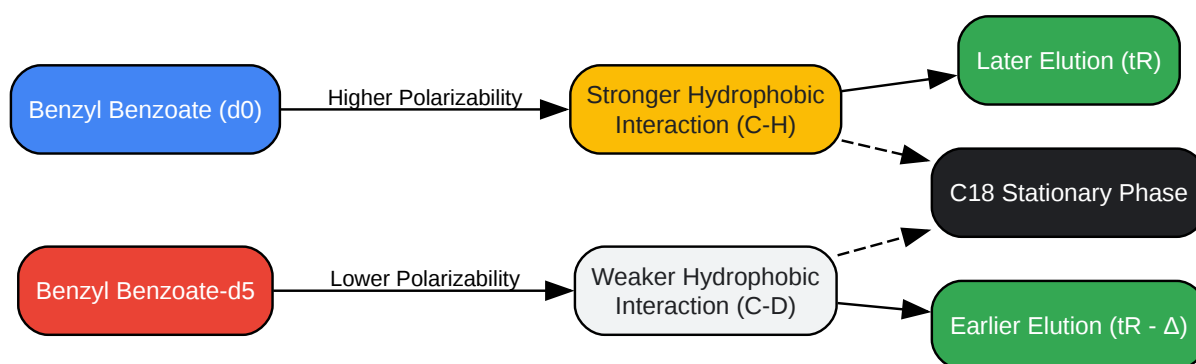 Benzyl Benzoate (d0)
Higher Polarizability
Stronger Hydrophobic
Interaction (C-H)
Later Elution (tR)
C18 Stationary Phase
Benzyl Benzoate-d5
Lower Polarizability
Weaker Hydrophobic
Interaction (C-D)
Earlier Elution (tR - Δ)